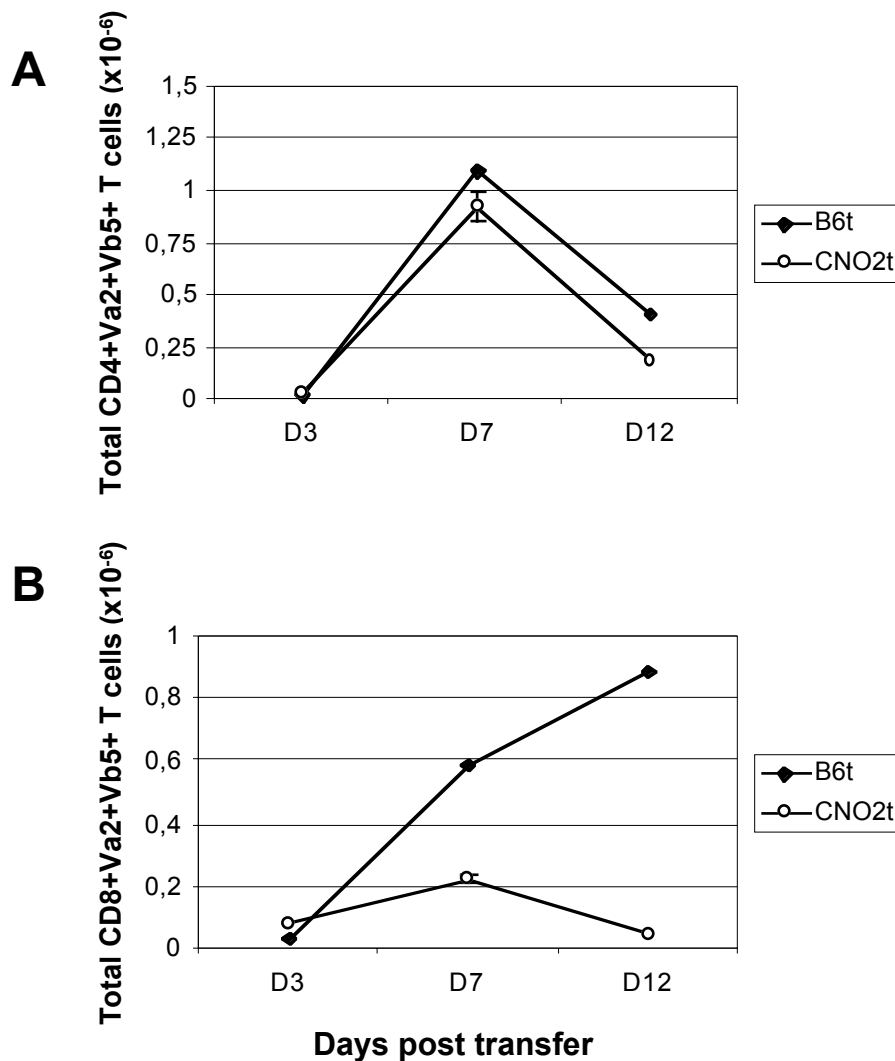 A
Total CD4+Va2+Vb5+ T cells (x10⁻⁶)
1,5
1,25
1
0,75
0,5
0,25
0
D3 D7 D12
B6t
CNO2t
B
Total CD8+Va2+Vb5+ T cells (x10⁻⁶)
1
0,8
0,6
0,4
0,2
0
D3 D7 D12
B6t
CNO2t
Days post transfer